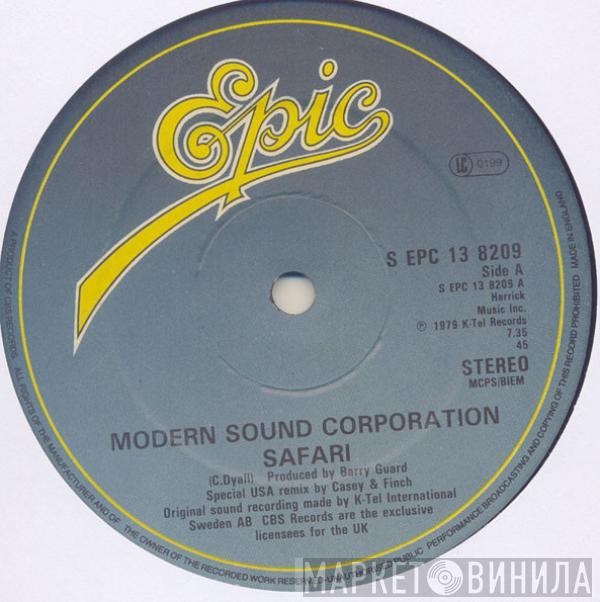 Epic
LC 0199
S EPC 13 8209
Side A
S EPC 13 8209 A
Harrick
Music Inc.
℗ 1979 K-Tel Records
7.35
45
STEREO
MCPS/BIEM
MODERN SOUND CORPORATION
SAFARI
(C.Dyall) Produced by Barry Guard
Special USA remix by Casey & Finch
Original sound recording made by K-Tel International
Sweden AB CBS Records are the exclusive
licensees for the UK
A PRODUCT OF CBS RECORDS. ALL RIGHTS OF THE MANUFACTURER AND OF THE OWNER OF THE RECORDED WORK RESERVED-UNAUTHORISED PUBLIC PERFORMANCE BROADCASTING AND COPYING OF THIS RECORD PROHIBITED MADE IN ENGLAND
МАРКЕТ ВИНИЛА